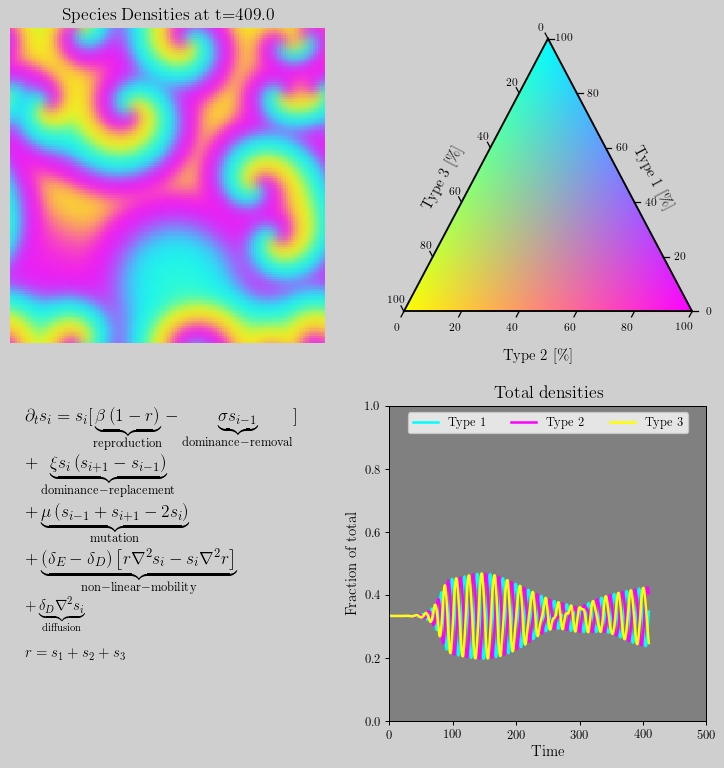 Species Densities at t=409.0
0
100
20
80
40
60
Type 3 [%]
Type 1 [%]
60
40
80
20
100
0
0 20 40 60 80 100
Type 2 [%]
∂ₜsᵢ = sᵢ[ β (1 − r) − σsᵢ₋₁ ]
reproduction dominance−removal
+ ξsᵢ (sᵢ₊₁ − sᵢ₋₁)
dominance−replacement
+ μ (sᵢ₋₁ + sᵢ₊₁ − 2sᵢ)
mutation
+ (δ_E − δ_D) [r∇²sᵢ − sᵢ∇²r]
non−linear−mobility
+ δ_D∇²sᵢ
diffusion
r = s₁ + s₂ + s₃
Total densities
Type 1 Type 2 Type 3
1.0
0.8
0.6
0.4
0.2
0.0
Fraction of total
0 100 200 300 400 500
Time